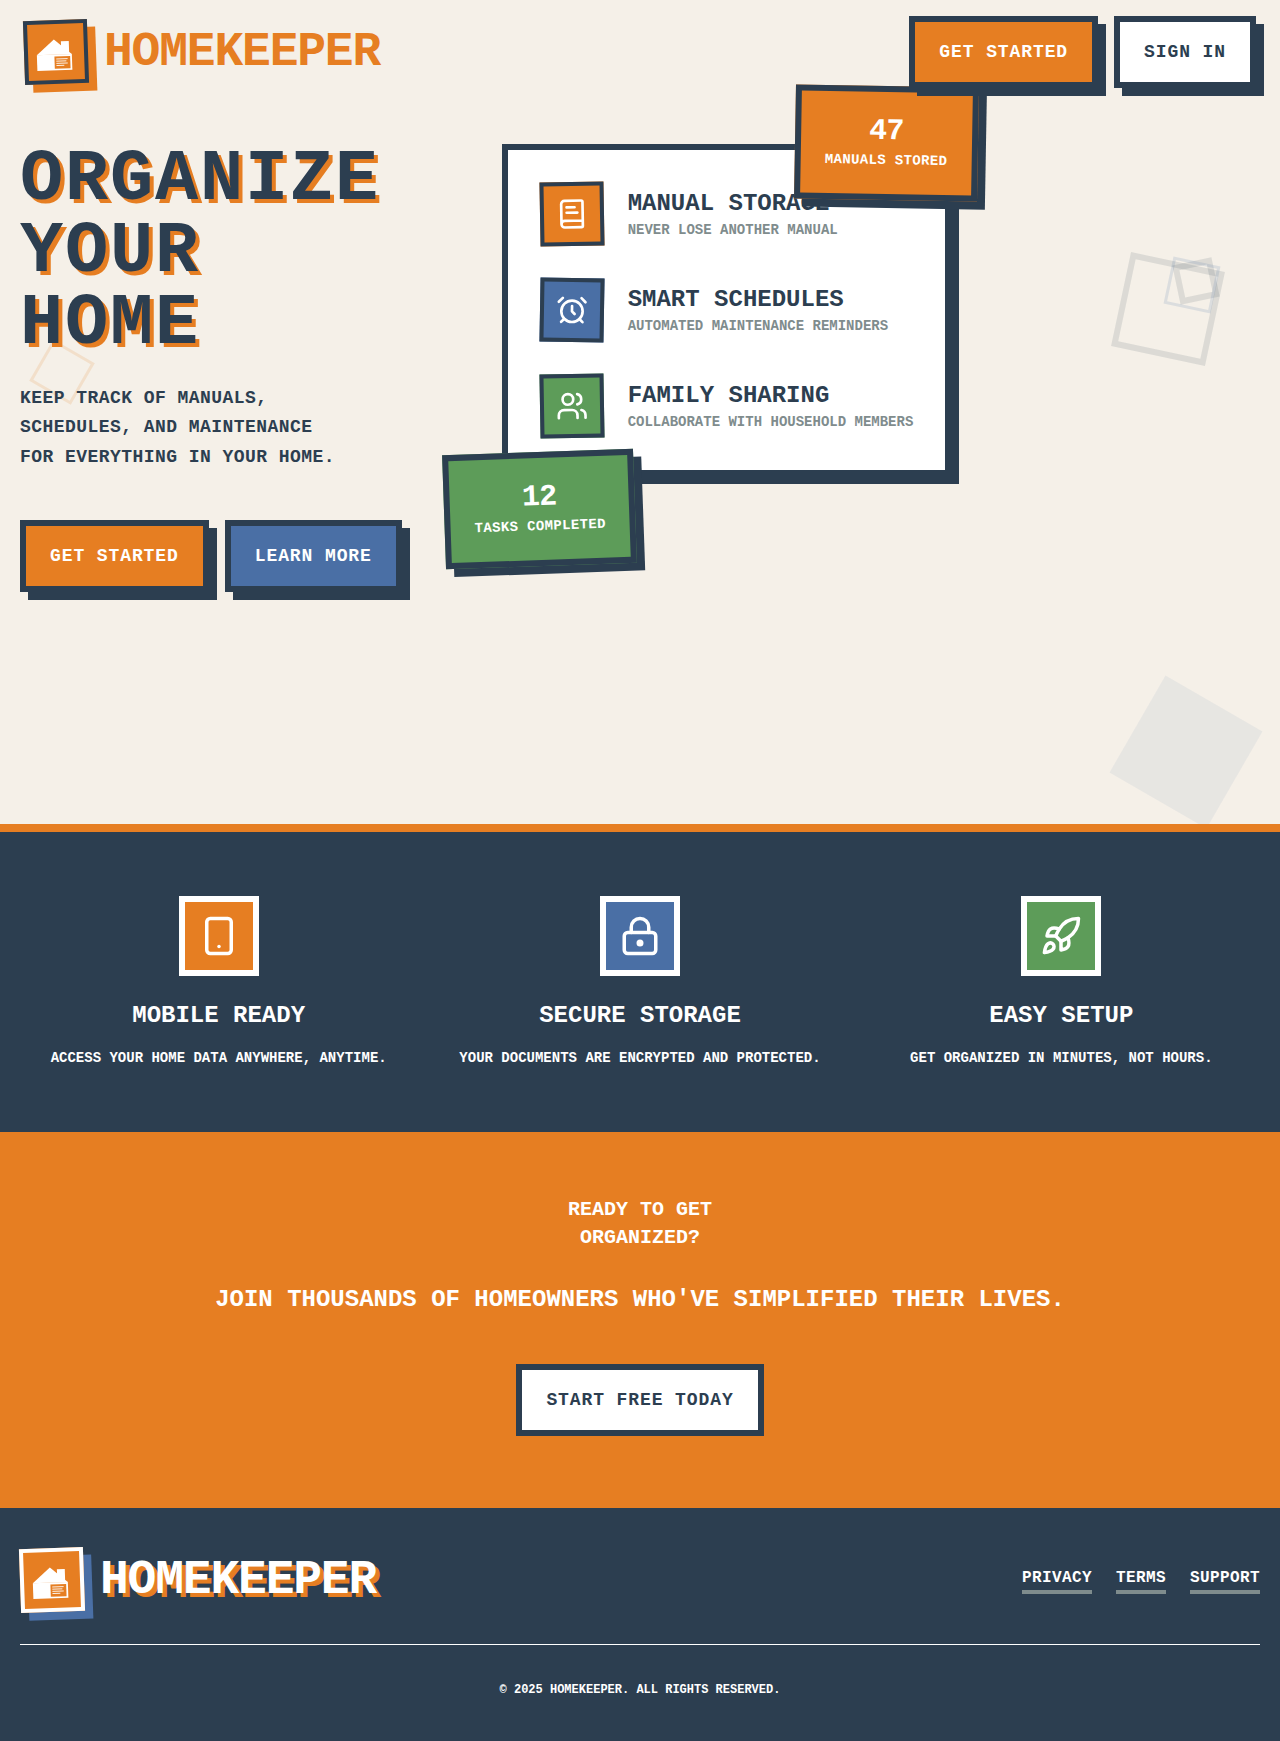 HOMEKEEPER
GET STARTED
SIGN IN
ORGANIZE
YOUR
HOME
KEEP TRACK OF MANUALS,
SCHEDULES, AND MAINTENANCE
FOR EVERYTHING IN YOUR HOME.
GET STARTED
LEARN MORE
47
MANUALS STORED
MANUAL STORAGE
NEVER LOSE ANOTHER MANUAL
SMART SCHEDULES
AUTOMATED MAINTENANCE REMINDERS
FAMILY SHARING
COLLABORATE WITH HOUSEHOLD MEMBERS
12
TASKS COMPLETED
MOBILE READY
ACCESS YOUR HOME DATA ANYWHERE, ANYTIME.
SECURE STORAGE
YOUR DOCUMENTS ARE ENCRYPTED AND PROTECTED.
EASY SETUP
GET ORGANIZED IN MINUTES, NOT HOURS.
READY TO GET
ORGANIZED?
JOIN THOUSANDS OF HOMEOWNERS WHO'VE SIMPLIFIED THEIR LIVES.
START FREE TODAY
HOMEKEEPER
PRIVACY
TERMS
SUPPORT
© 2025 HOMEKEEPER. ALL RIGHTS RESERVED.